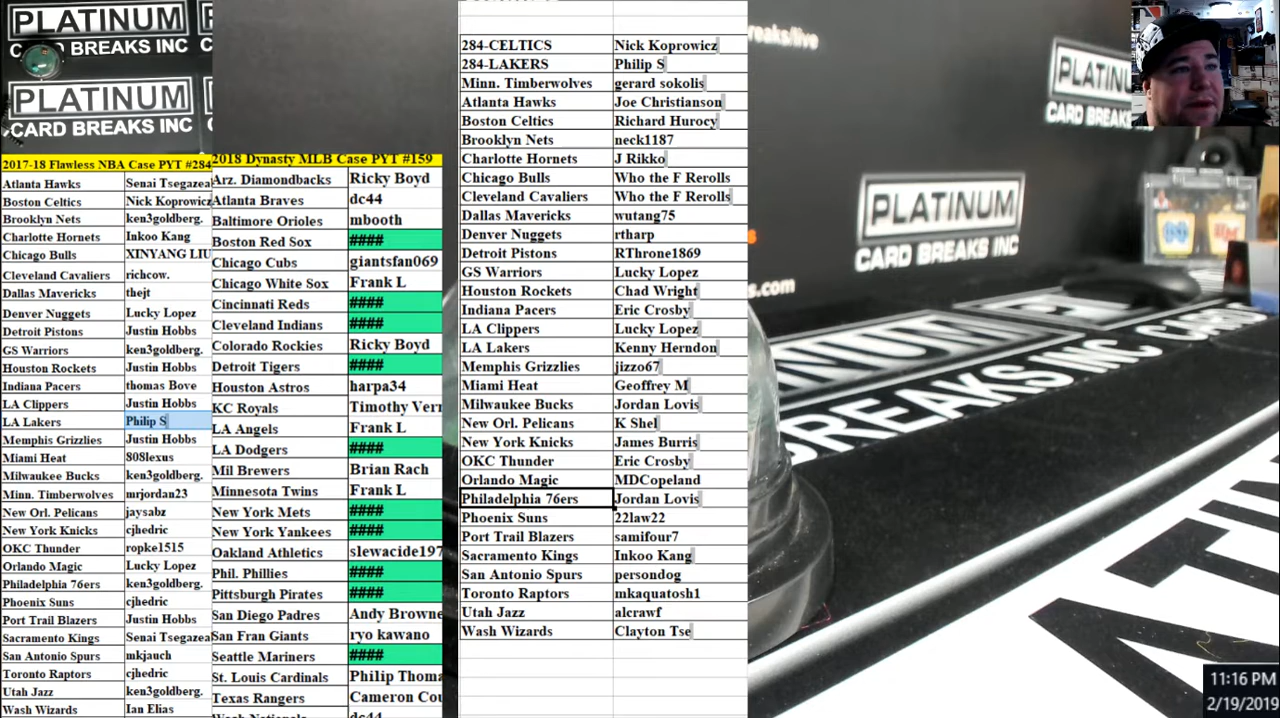 PLATINUM
CARD BREAKS INC
PLATINUM
CARD BREAKS INC
2017-18 Flawless NBA Case PYT #284
Atlanta Hawks Senai Tsegazea
Boston Celtics Nick Koprowicz
Brooklyn Nets ken3goldberg.
Charlotte Hornets Inkoo Kang
Chicago Bulls XINYANG LIU
Cleveland Cavaliers richcow.
Dallas Mavericks thejt
Denver Nuggets Lucky Lopez
Detroit Pistons Justin Hobbs
GS Warriors ken3goldberg.
Houston Rockets Justin Hobbs
Indiana Pacers thomas Bove
LA Clippers Justin Hobbs
LA Lakers Philip S
Memphis Grizzlies Justin Hobbs
Miami Heat 808lexus
Milwaukee Bucks ken3goldberg.
Minn. Timberwolves mrjordan23
New Orl. Pelicans jaysabz
New York Knicks cjhedric
OKC Thunder ropke1515
Orlando Magic Lucky Lopez
Philadelphia 76ers ken3goldberg.
Phoenix Suns cjhedric
Port Trail Blazers Justin Hobbs
Sacramento Kings Senai Tsegazea
San Antonio Spurs mkjauch
Toronto Raptors cjhedric
Utah Jazz ken3goldberg.
Wash Wizards Ian Elias
2018 Dynasty MLB Case PYT #159
Arz. Diamondbacks Ricky Boyd
Atlanta Braves dc44
Baltimore Orioles mbooth
Boston Red Sox ####
Chicago Cubs giantsfan069
Chicago White Sox Frank L
Cincinnati Reds ####
Cleveland Indians ####
Colorado Rockies Ricky Boyd
Detroit Tigers ####
Houston Astros harpa34
KC Royals Timothy Ver
LA Angels Frank L
LA Dodgers ####
Mil Brewers Brian Rach
Minnesota Twins Frank L
New York Mets ####
New York Yankees ####
Oakland Athletics slewacide197
Phil. Phillies ####
Pittsburgh Pirates ####
San Diego Padres Andy Browne
San Fran Giants ryo kawano
Seattle Mariners ####
St. Louis Cardinals Philip Thoma
Texas Rangers Cameron Cou
Wash Nationals dc44
284-CELTICS Nick Koprowicz
284-LAKERS Philip S
Minn. Timberwolves gerard sokolis
Atlanta Hawks Joe Christianson
Boston Celtics Richard Hurocy
Brooklyn Nets neck1187
Charlotte Hornets J Rikko
Chicago Bulls Who the F Rerolls
Cleveland Cavaliers Who the F Rerolls
Dallas Mavericks wutang75
Denver Nuggets rtharp
Detroit Pistons RThrone1869
GS Warriors Lucky Lopez
Houston Rockets Chad Wright
Indiana Pacers Eric Crosby
LA Clippers Lucky Lopez
LA Lakers Kenny Herndon
Memphis Grizzlies jizzo67
Miami Heat Geoffrey M
Milwaukee Bucks Jordan Lovis
New Orl. Pelicans K Shel
New York Knicks James Burris
OKC Thunder Eric Crosby
Orlando Magic MDCopeland
Philadelphia 76ers Jordan Lovis
Phoenix Suns 22law22
Port Trail Blazers samifour7
Sacramento Kings Inkoo Kang
San Antonio Spurs persondog
Toronto Raptors mkaquatosh1
Utah Jazz alcrawf
Wash Wizards Clayton Tse
reaks/live
PLATINUM
CARD BREAKS
PLATINUM
CARD BREAKS INC
s.com
BREAKS INC
11:16 PM
2/19/2019